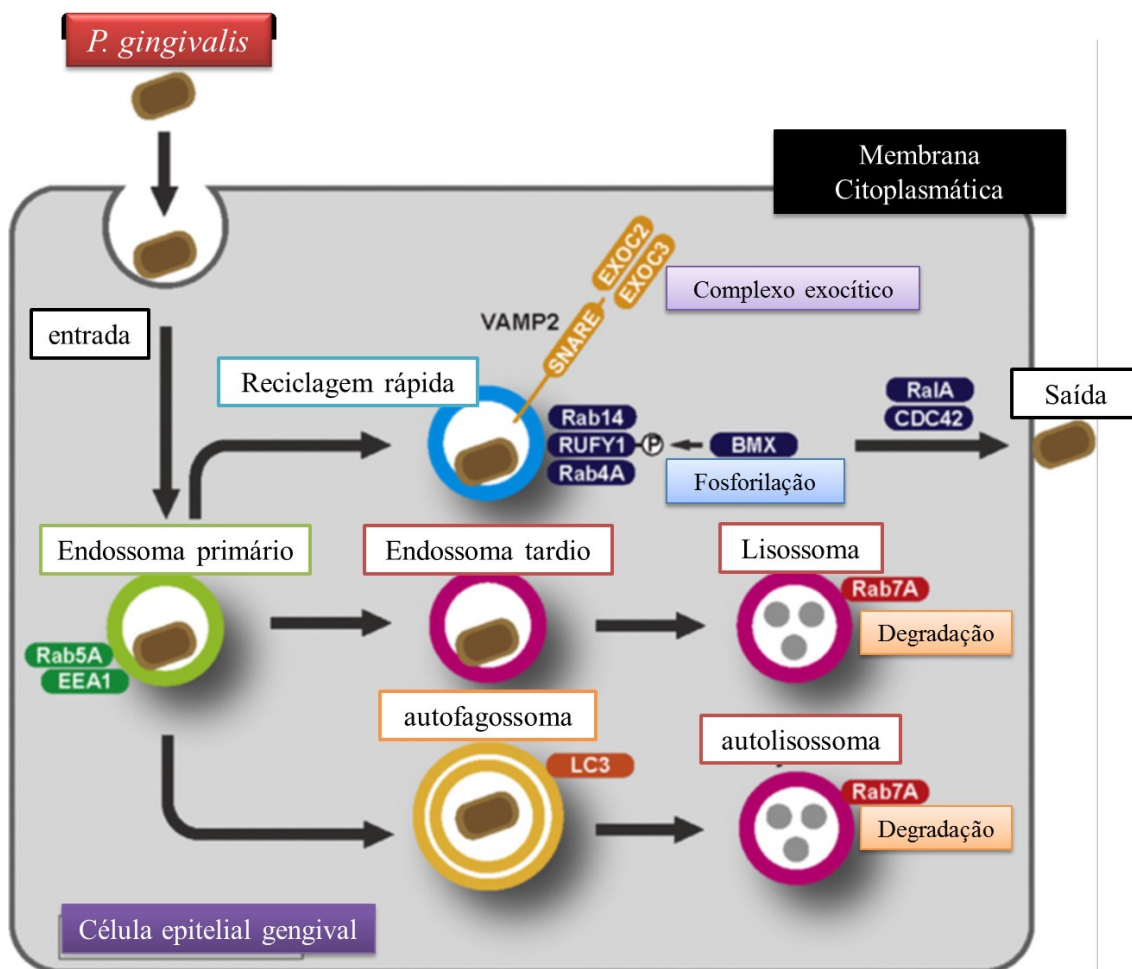 P. gingivalis
Membrana
Citoplasmática
EXOC2
EXOC3
Complexo exocítico
VAMP2
SNARE
entrada
Reciclagem rápida
Rab14
RUFY1
P
BMX
Rab4A
Fosforilação
RalA
CDC42
Saída
Endossoma primário
Endossoma tardio
Lisossoma
Rab7A
Degradação
Rab5A
EEA1
autofagossoma
LC3
autolisossoma
Rab7A
Degradação
Célula epitelial gengival